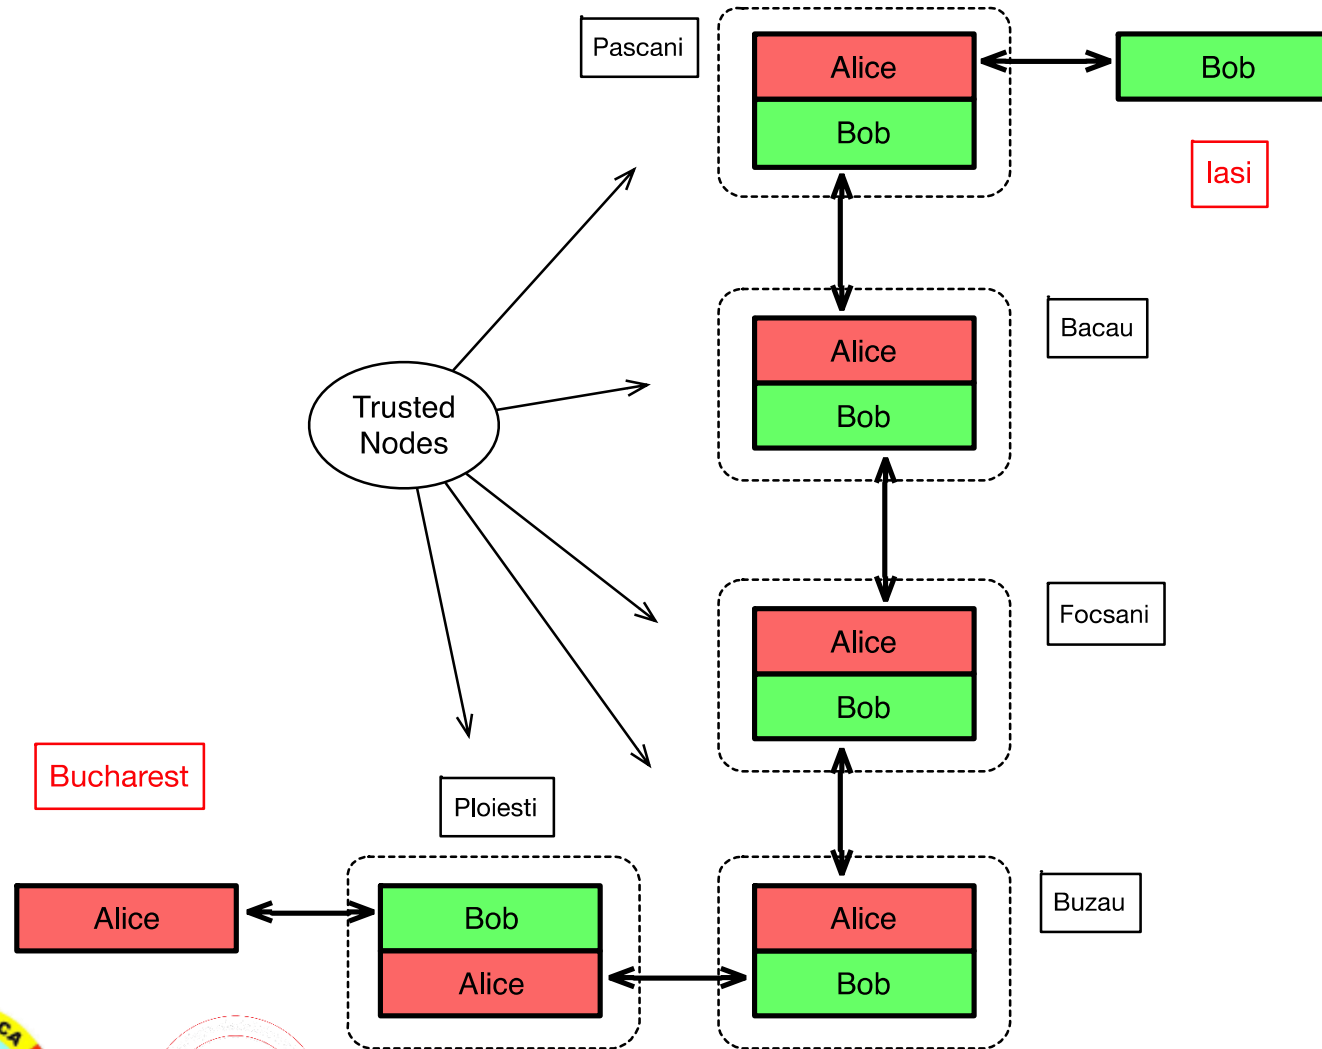 Pascani
Alice
Bob
Bob
Iasi
Bacau
Alice
Bob
Trusted
Nodes
Focsani
Alice
Bob
Bucharest
Ploiesti
Alice
Bob
Alice
Alice
Bob
Buzau
CA